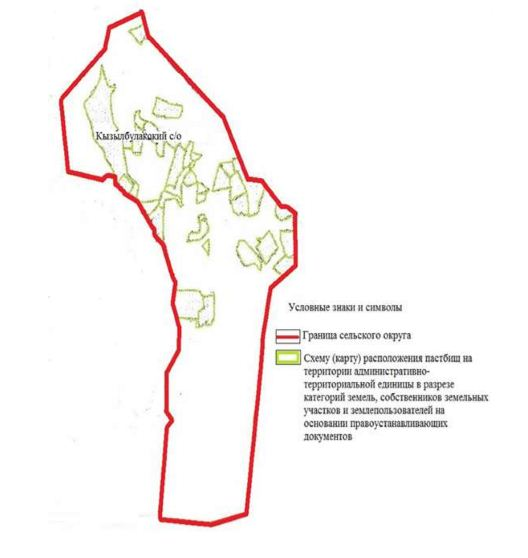 Кызылбулакский с/о
Условные знаки и символы
Граница сельского округа
Схему (карту) расположения пастбищ на
территории административно-
территориальной единицы в разрезе
категорий земель, собственников земельных
участков и землепользователей на
основании правоустанавливающих
документов